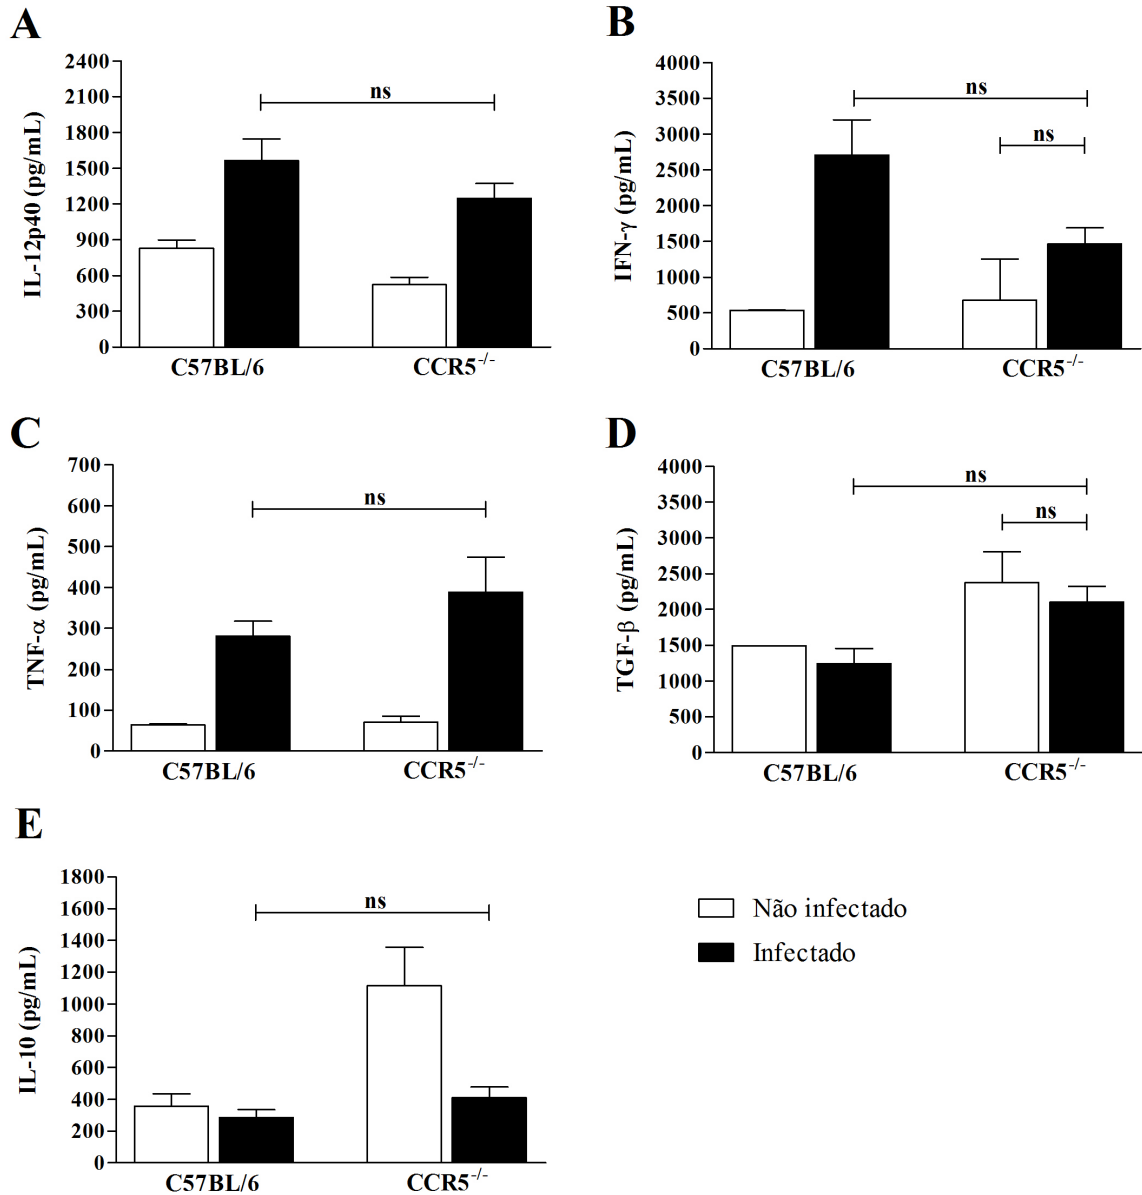 A
IL-12p40 (pg/mL)
2400
2100
1800
1500
1200
900
600
300
0
ns
C57BL/6
CCR5-/-
B
IFN-γ (pg/mL)
4000
3500
3000
2500
2000
1500
1000
500
0
ns
ns
C57BL/6
CCR5-/-
C
TNF-α (pg/mL)
700
600
500
400
300
200
100
0
ns
C57BL/6
CCR5-/-
D
TGF-β (pg/mL)
4000
3500
3000
2500
2000
1500
1000
500
0
ns
ns
C57BL/6
CCR5-/-
E
IL-10 (pg/mL)
1800
1600
1400
1200
1000
800
600
400
200
0
ns
C57BL/6
CCR5-/-
Não infectado
Infectado